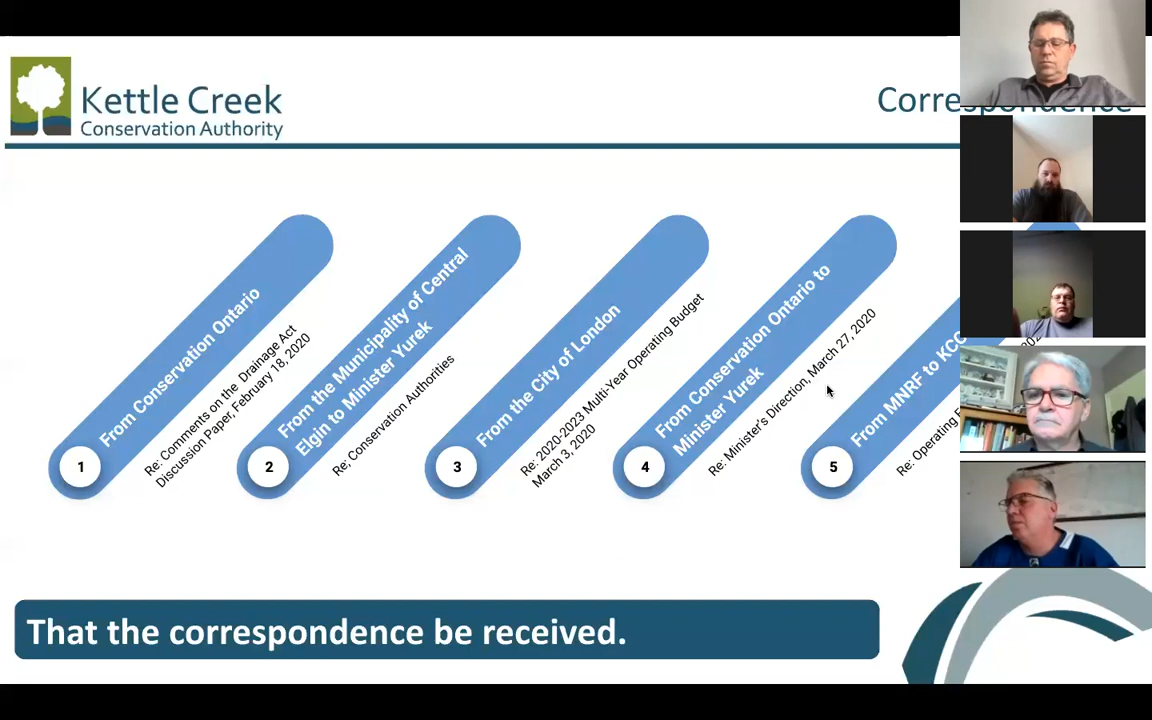 Kettle Creek
Conservation Authority
From Conservation Ontario
Re: Comments on the Drainage Act
Discussion Paper, February 18, 2020
1
From the Municipality of Central
Elgin to Minister Yurek
Re; Conservation Authorities
2
From the City of London
Re: 2020-2023 Multi-Year Operating Budget
March 3, 2020
3
From Conservation Ontario to
Minister Yurek
Re: Minister's Direction, March 27, 2020
4
From MNRF to KCC
Re: Operating
5
That the correspondence be received.